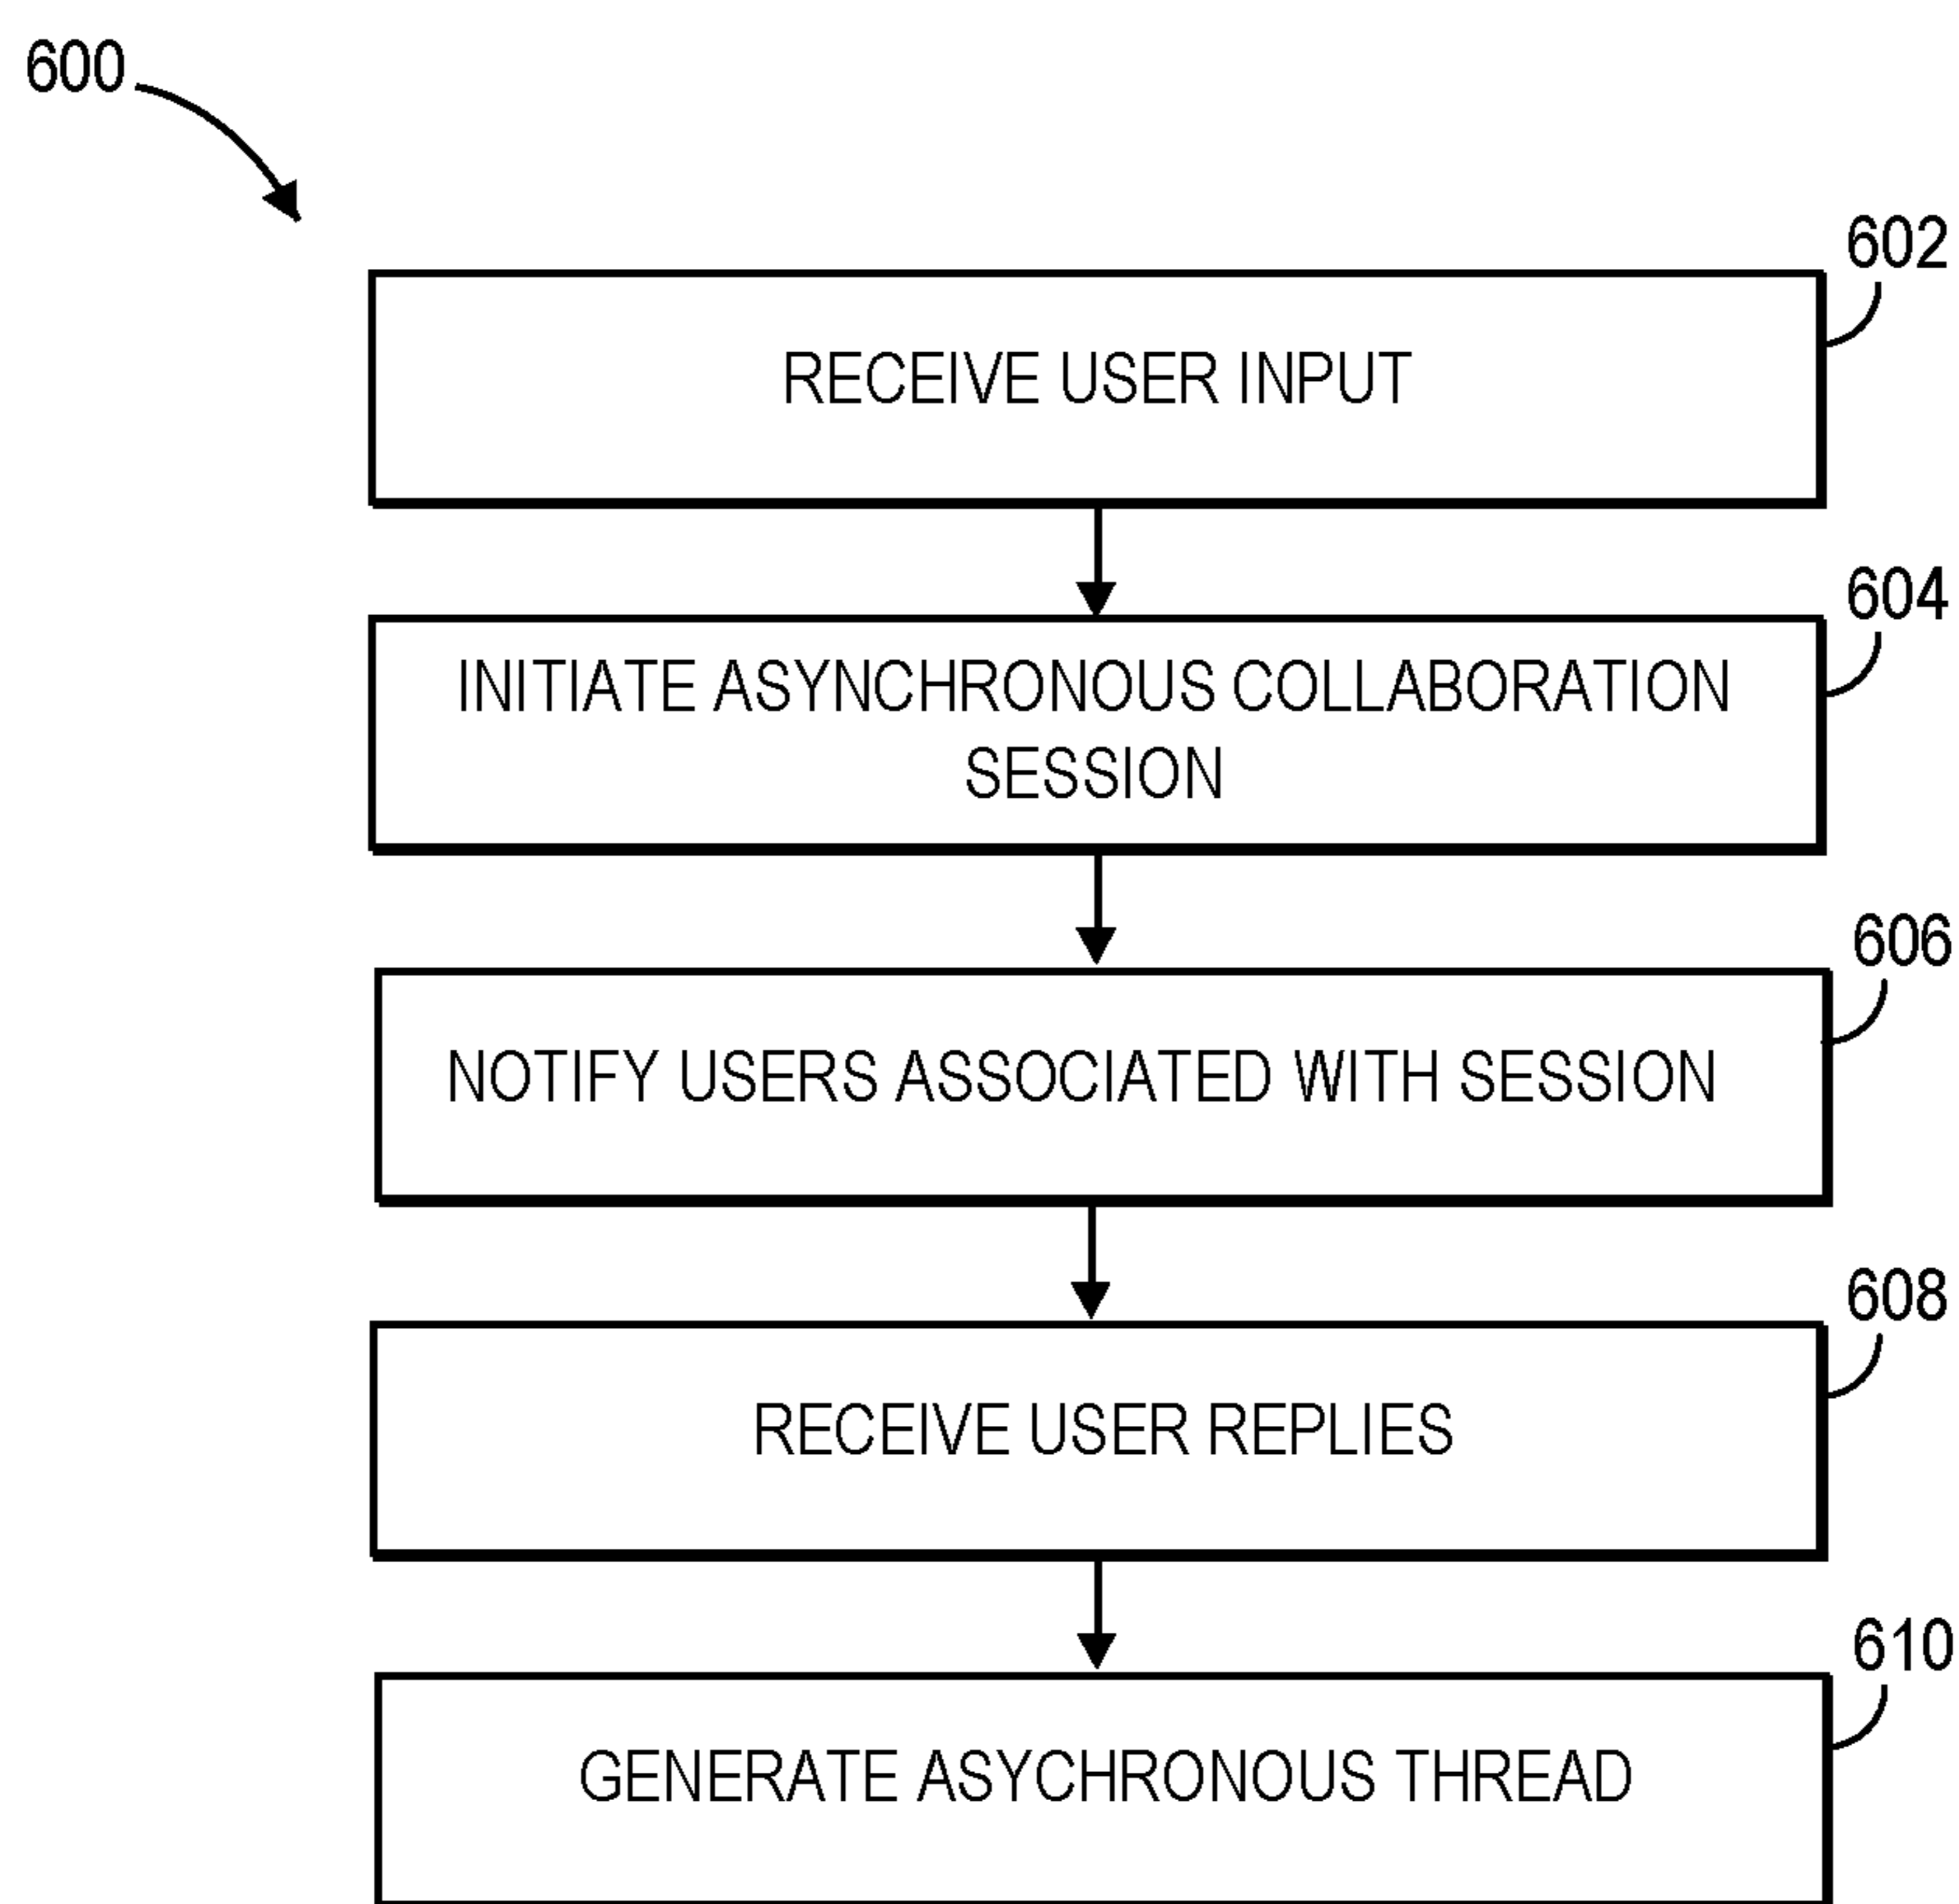 600
602
RECEIVE USER INPUT
604
INITIATE ASYNCHRONOUS COLLABORATION
SESSION
606
NOTIFY USERS ASSOCIATED WITH SESSION
608
RECEIVE USER REPLIES
610
GENERATE ASYCHRONOUS THREAD